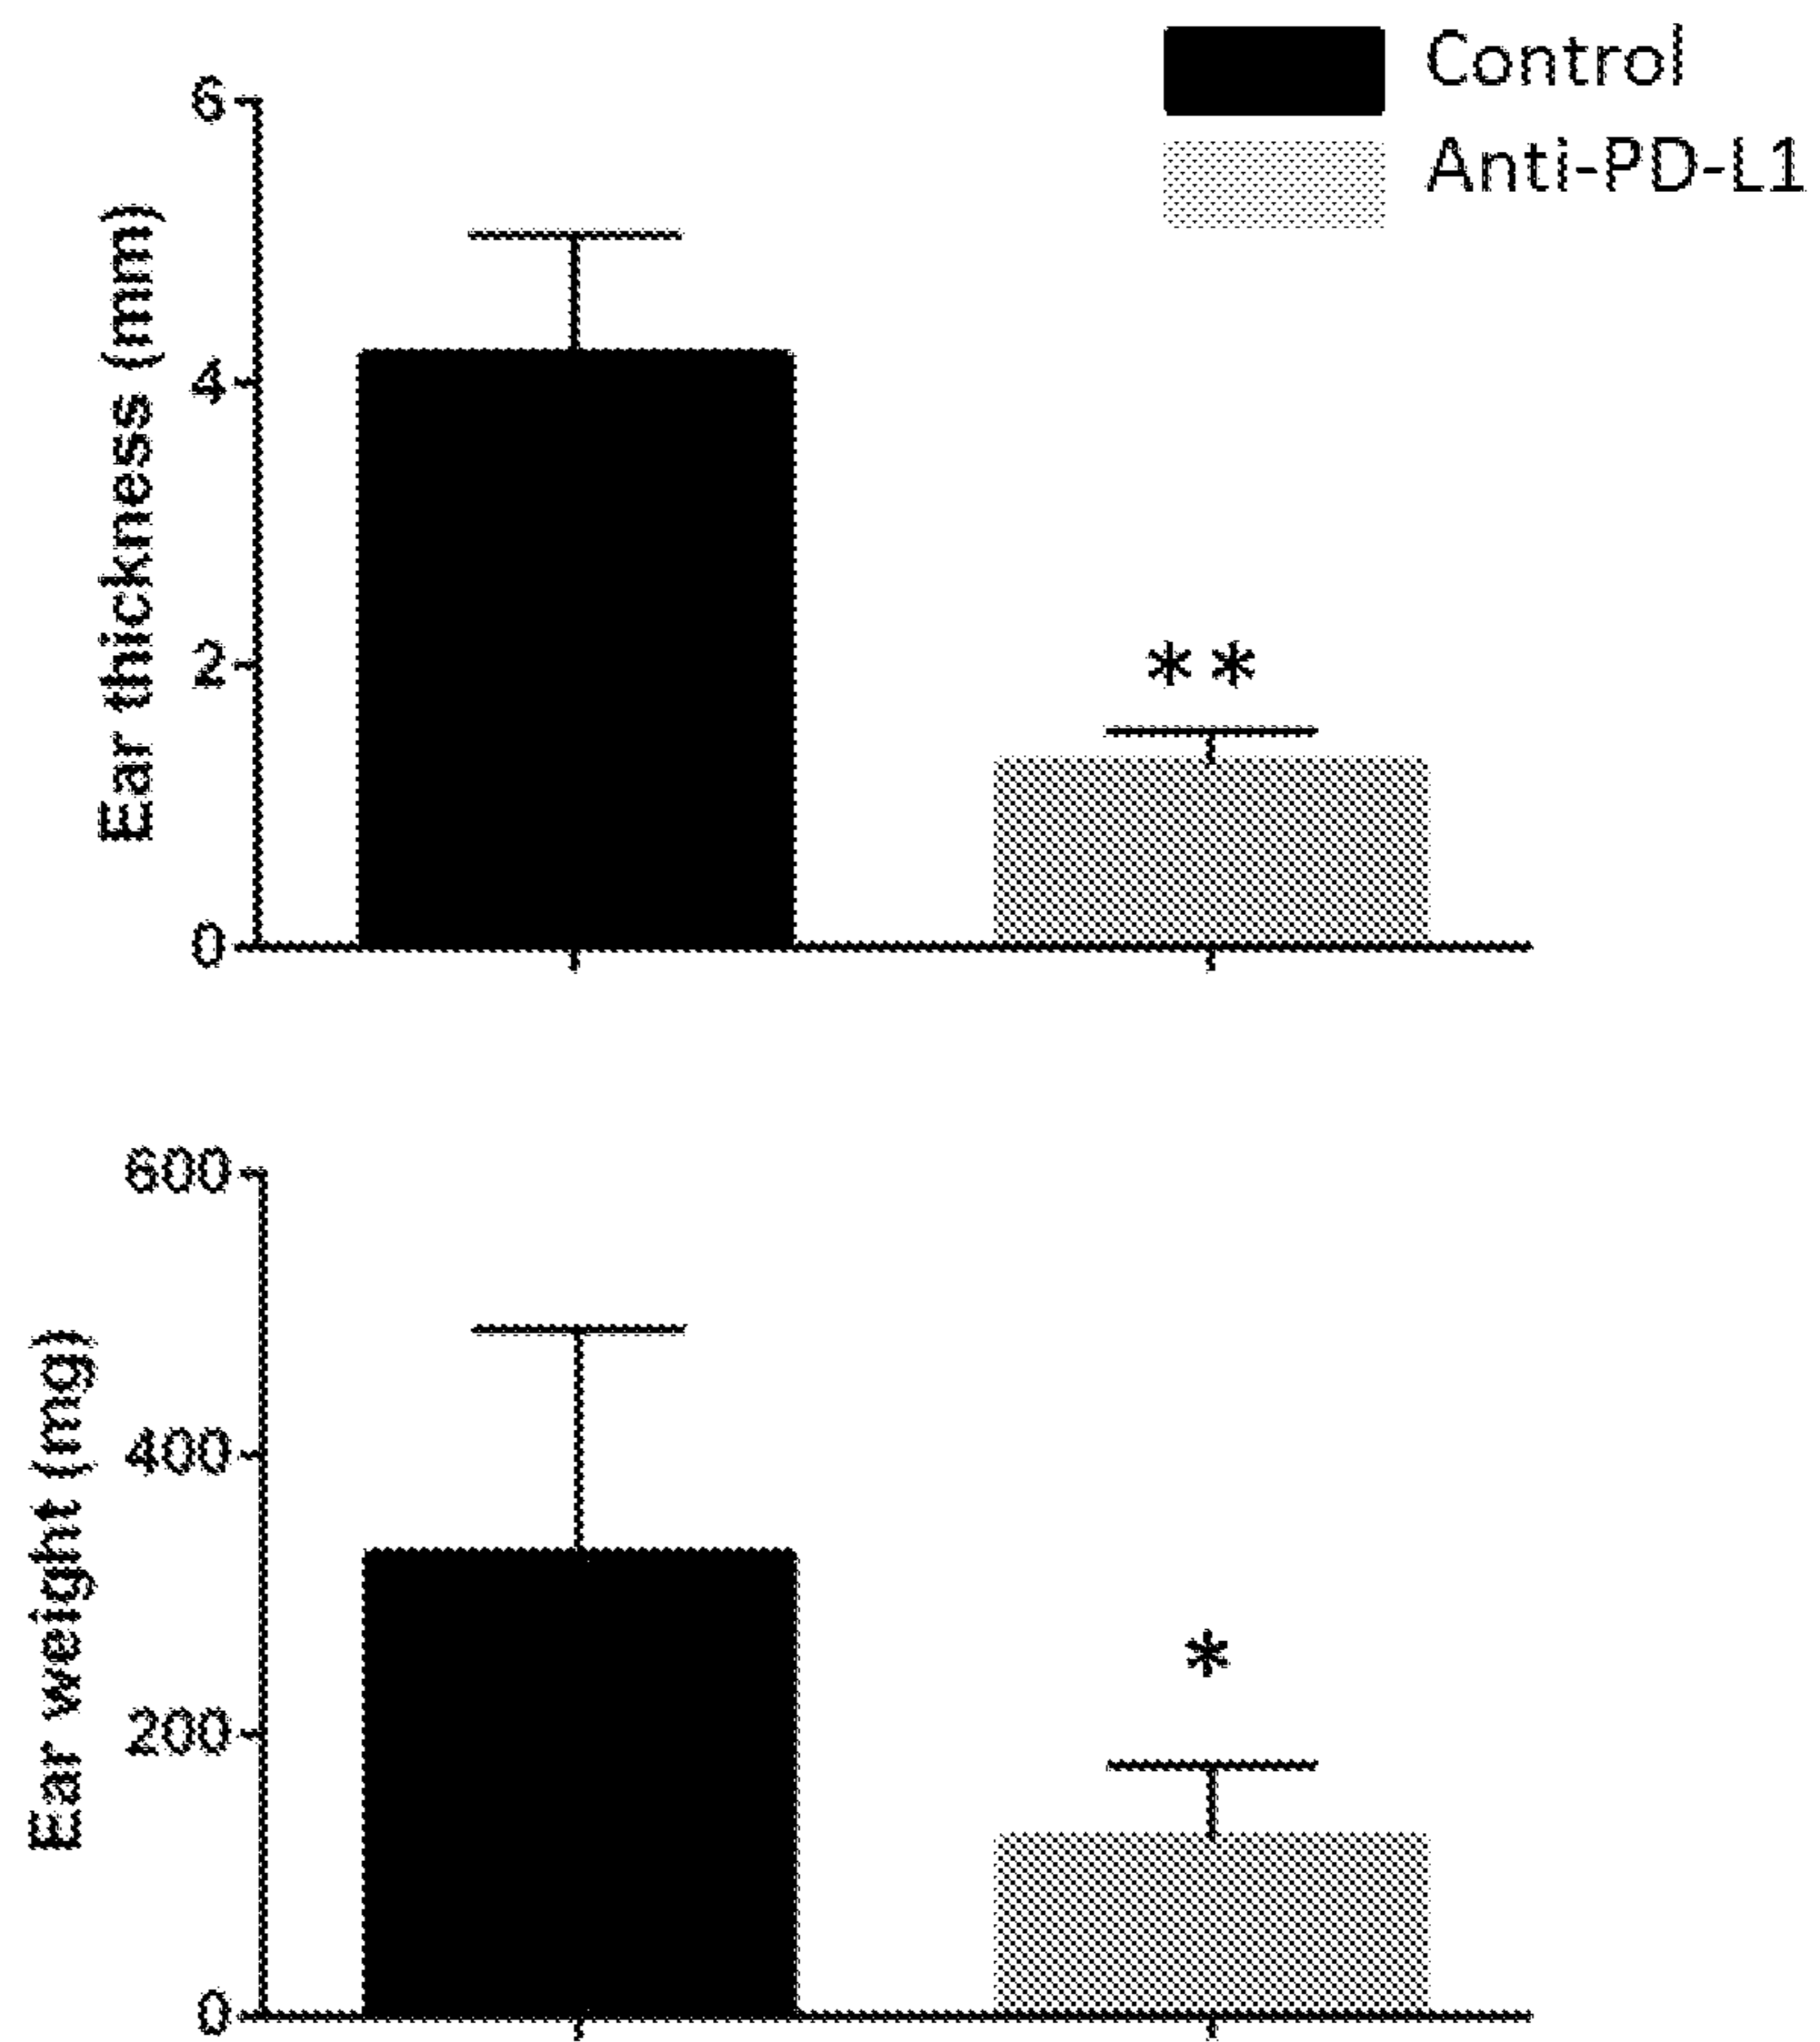 Control
Anti-PD-L1
Ear thickness (mm)
6
4
2
0
**
Ear weight (mg)
600
400
200
0
*